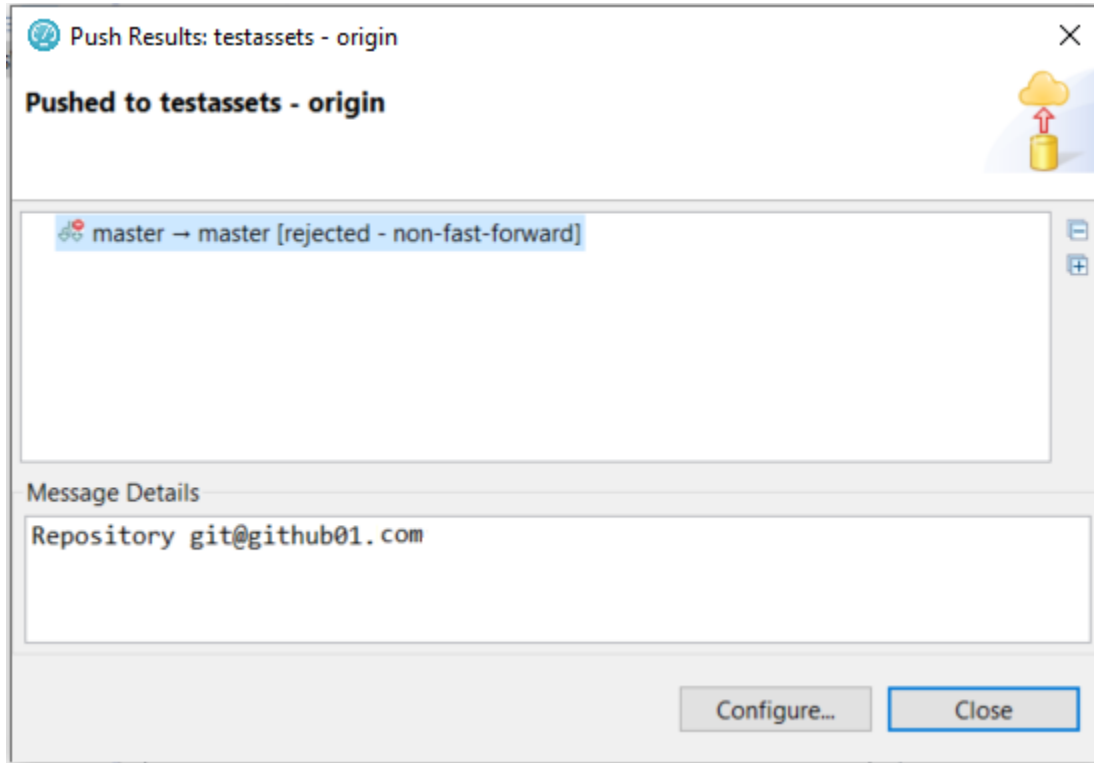 Push Results: testassets - origin
Pushed to testassets - origin
master → master [rejected - non-fast-forward]
Message Details
Repository git@github01.com
Configure...
Close